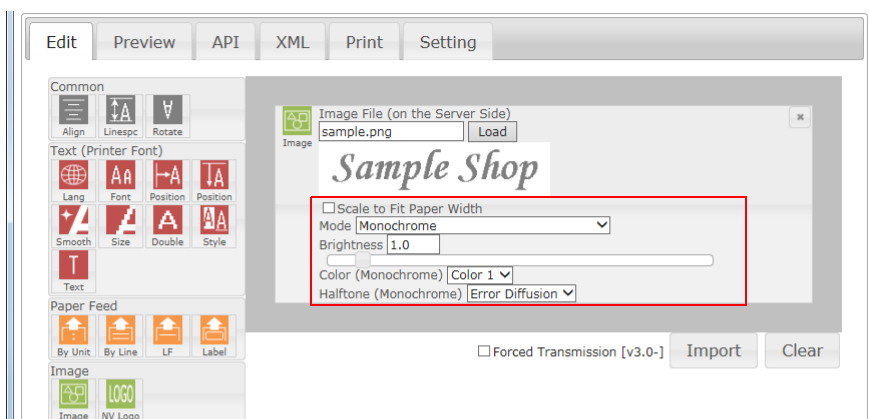 Edit Preview API XML Print Setting
Common
Align Linespc Rotate
Text (Printer Font)
Lang Font Position Position
Smooth Size Double Style
Text
Paper Feed
By Unit By Line LF Label
Image
LOGO
Image NV Logo
Image
Image File (on the Server Side)
sample.png Load
Sample Shop
Scale to Fit Paper Width
Mode Monochrome
Brightness 1.0
Color (Monochrome) Color 1
Halftone (Monochrome) Error Diffusion
Forced Transmission [v3.0-] Import Clear